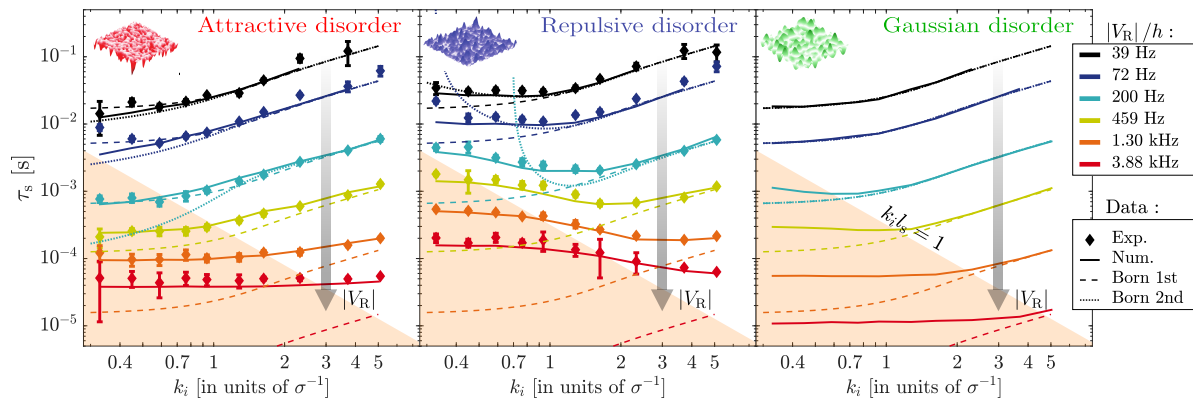 Attractive disorder
Repulsive disorder
Gaussian disorder
|V_R|/h :
39 Hz
72 Hz
200 Hz
459 Hz
1.30 kHz
3.88 kHz
Data :
Exp.
Num.
Born 1st
Born 2nd
τ_s [s]
10⁻¹
10⁻²
10⁻³
10⁻⁴
10⁻⁵
|V_R|
|V_R|
k_i l_s = 1
0.4 0.7 1 2 3 4 5
0.4 0.7 1 2 3 4 5
0.4 0.7 1 2 3 4 5
k_i [in units of σ⁻¹]
k_i [in units of σ⁻¹]
k_i [in units of σ⁻¹]